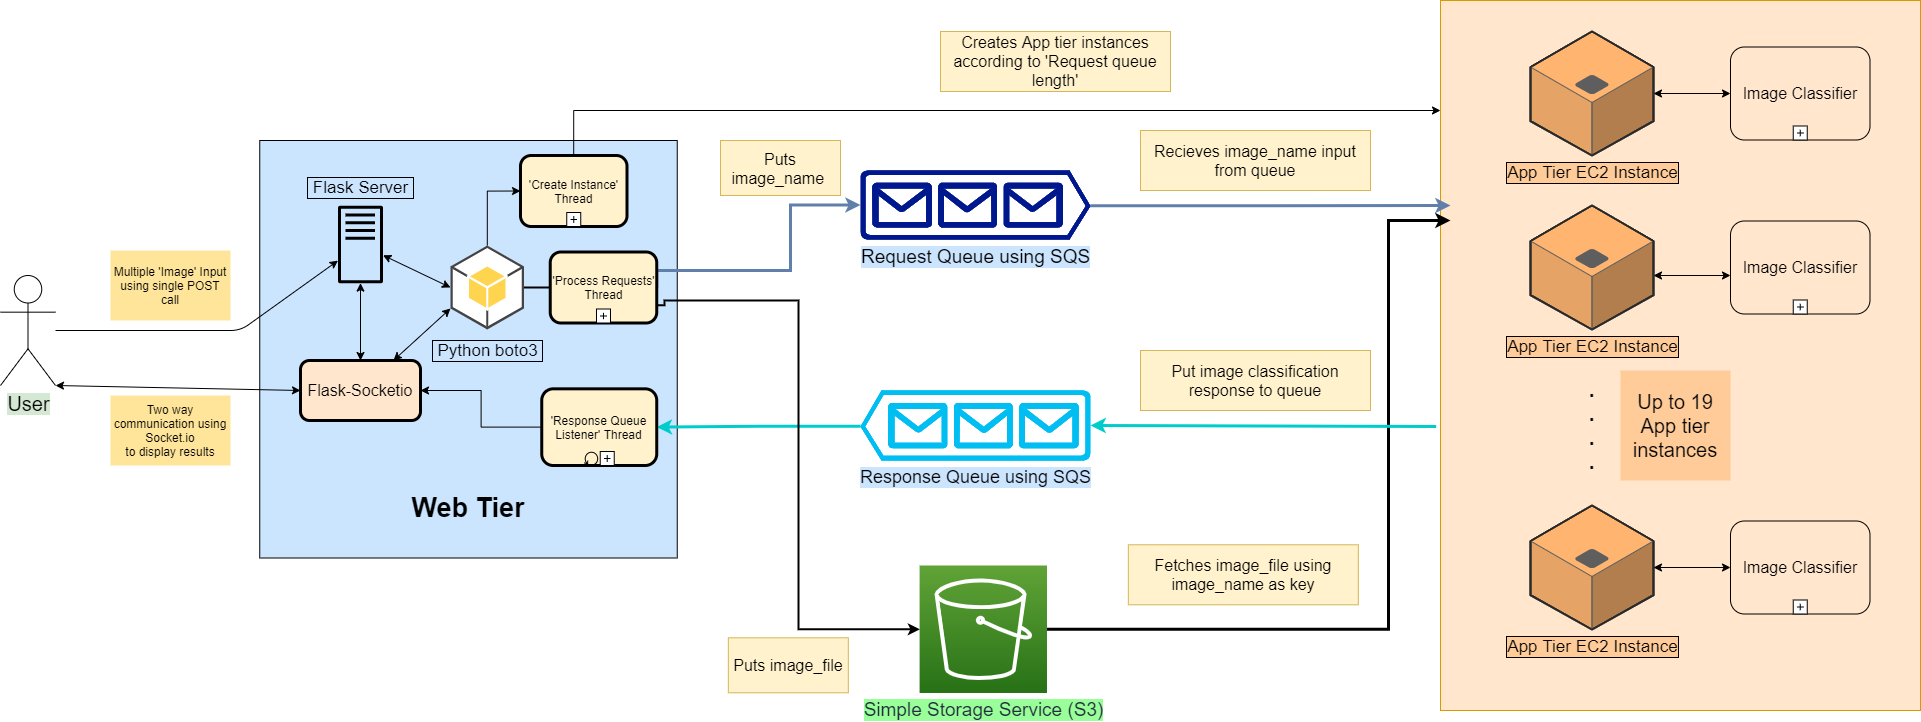 Creates App tier instances
according to 'Request queue
length'
Image Classifier
App Tier EC2 Instance
Puts
image_name
Recieves image_name input
from queue
Flask Server
'Create Instance'
Thread
Request Queue using SQS
Multiple 'Image' Input
using single POST
call
'Process Requests'
Thread
Image Classifier
App Tier EC2 Instance
Python boto3
User
Flask-Socketio
Two way
communication using
Socket.io
to display results
'Response Queue
Listener' Thread
Web Tier
Response Queue using SQS
Put image classification
response to queue
Up to 19
App tier
instances
Fetches image_file using
image_name as key
Image Classifier
App Tier EC2 Instance
Puts image_file
Simple Storage Service (S3)